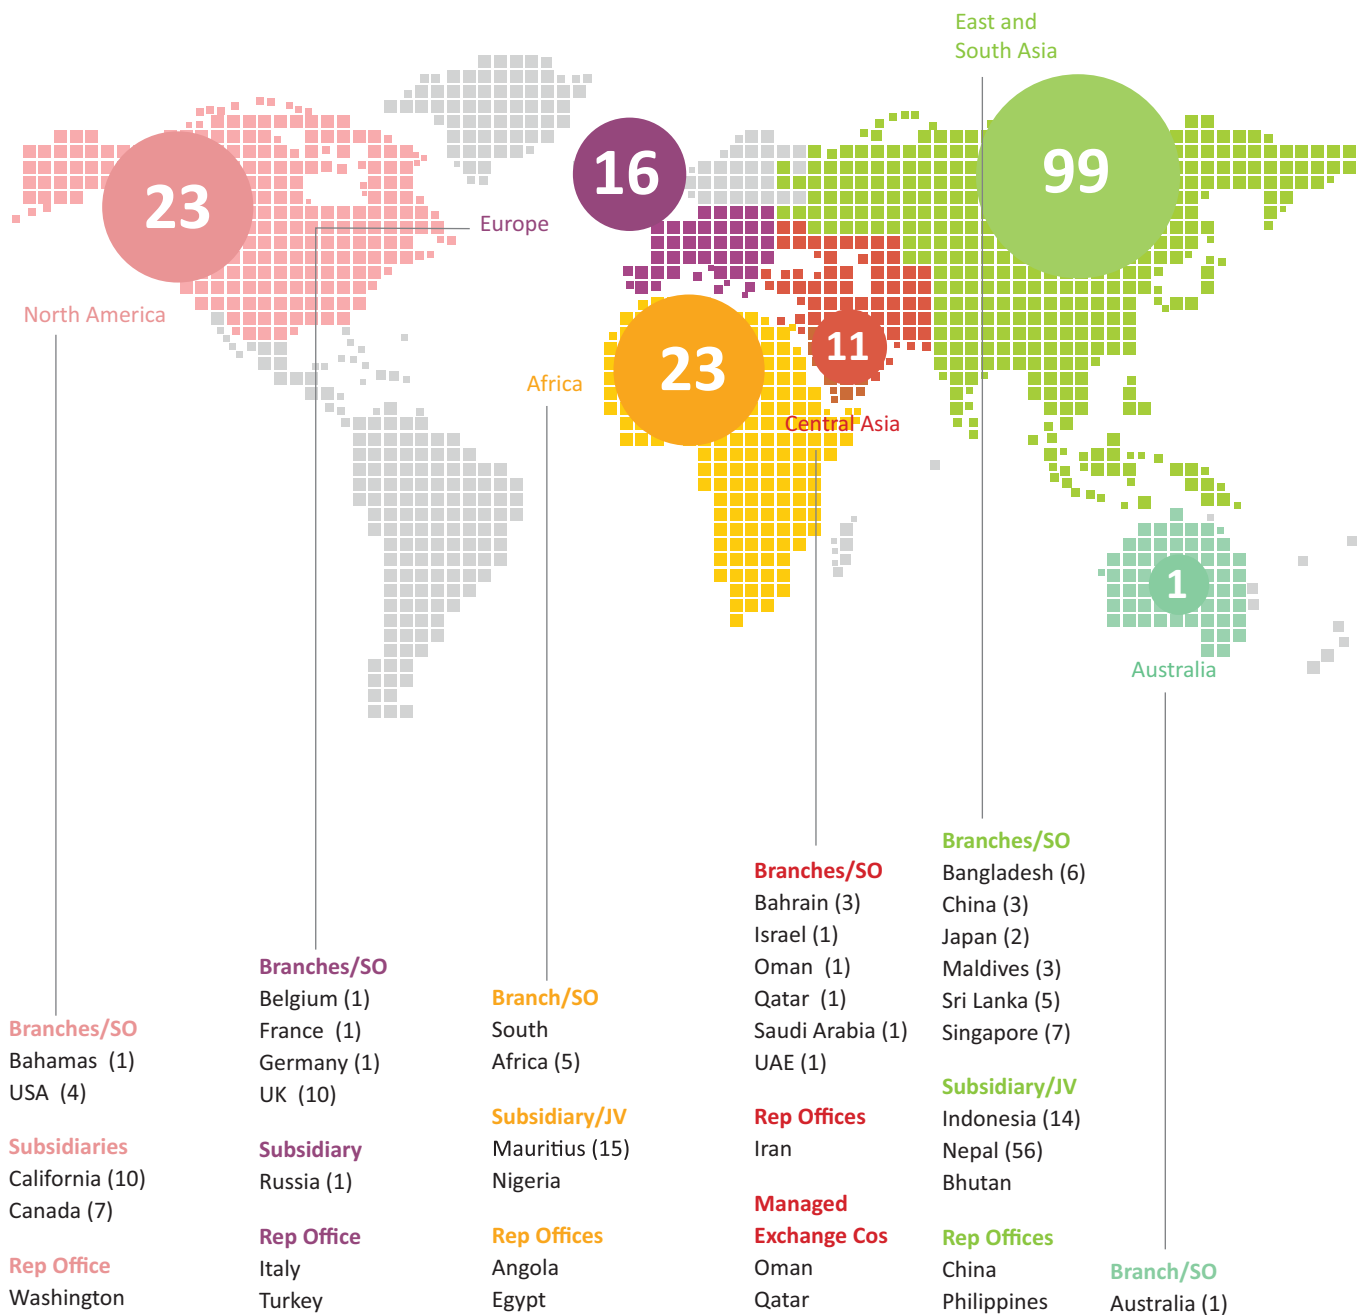 East and
South Asia
99
16
23
Europe
North America
11
23
Africa
Central Asia
1
Australia
Branches/SO
Bahamas (1)
USA (4)
Subsidiaries
California (10)
Canada (7)
Rep Office
Washington
Branches/SO
Belgium (1)
France (1)
Germany (1)
UK (10)
Subsidiary
Russia (1)
Rep Office
Italy
Turkey
Branch/SO
South
Africa (5)
Subsidiary/JV
Mauritius (15)
Nigeria
Rep Offices
Angola
Egypt
Branches/SO
Bahrain (3)
Israel (1)
Oman (1)
Qatar (1)
Saudi Arabia (1)
UAE (1)
Rep Offices
Iran
Managed
Exchange Cos
Oman
Qatar
Branches/SO
Bangladesh (6)
China (3)
Japan (2)
Maldives (3)
Sri Lanka (5)
Singapore (7)
Subsidiary/JV
Indonesia (14)
Nepal (56)
Bhutan
Rep Offices
China
Philippines
Branch/SO
Australia (1)